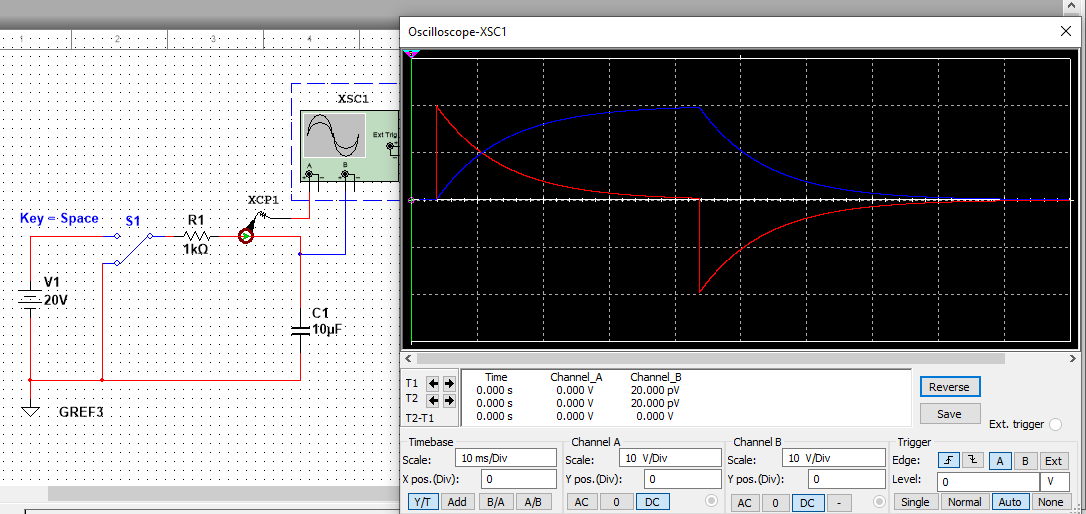 Oscilloscope-XSC1
1
2
3
4
XSC1
Ext Trig
A
B
XCP1
Key = Space
S1
R1
1kΩ
V1
20V
C1
10µF
GREF3
Time Channel_A Channel_B
T1 0.000 s 0.000 V 20.000 pV
T2 0.000 s 0.000 V 20.000 pV
T2-T1 0.000 s 0.000 V 0.000 V
Reverse
Save
Ext. trigger
Timebase
Scale: 10 ms/Div
X pos.(Div): 0
Y/T Add B/A A/B
Channel A
Scale: 10 V/Div
Y pos.(Div): 0
AC 0 DC
Channel B
Scale: 10 V/Div
Y pos.(Div): 0
AC 0 DC -
Trigger
Edge: A B Ext
Level: 0 V
Single Normal Auto None